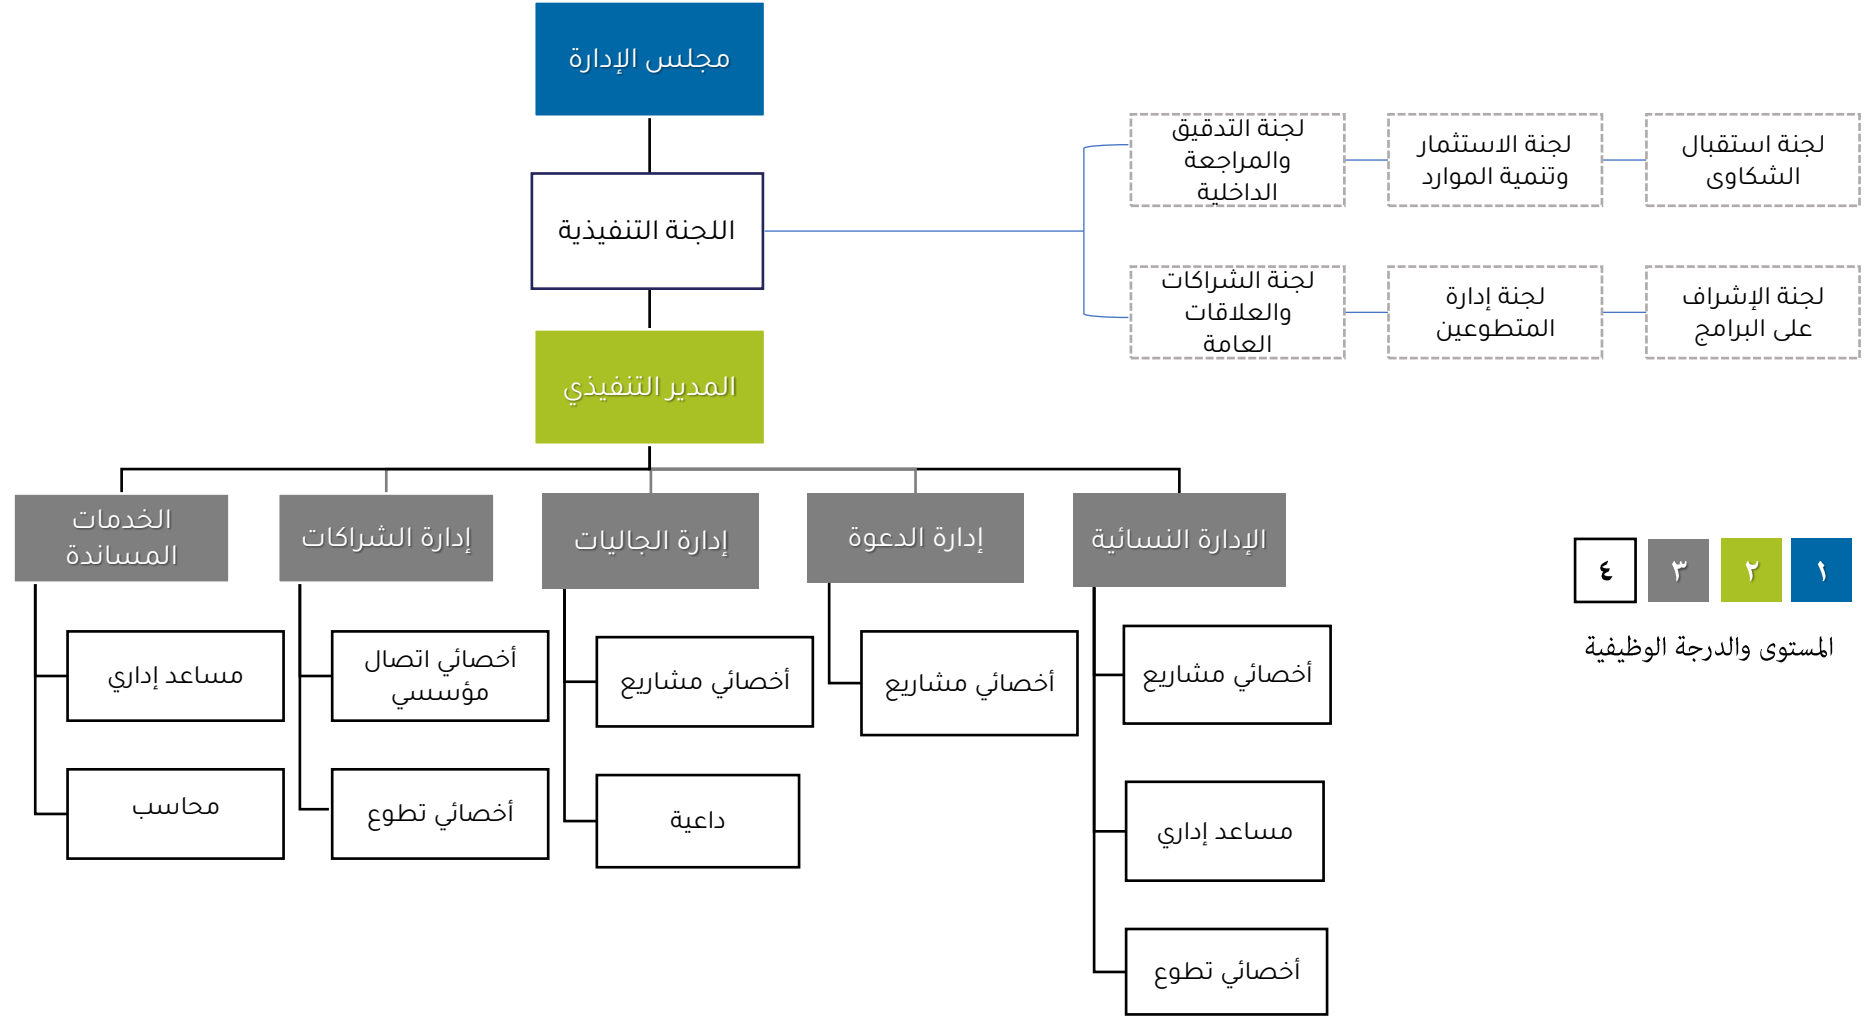 مجلس الإدارة
اللجنة التنفيذية
لجنة استقبال
الشكاوى
لجنة الاستثمار
وتنمية الموارد
لجنة التدقيق
والمراجعة
الداخلية
لجنة الإشراف
على البرامج
لجنة إدارة
المتطوعين
لجنة الشراكات
والعلاقات
العامة
المدير التنفيذي
الإدارة النسائية
إدارة الدعوة
إدارة الجاليات
إدارة الشراكات
الخدمات
المساندة
أخصائي مشاريع
مساعد إداري
أخصائي تطوع
أخصائي مشاريع
أخصائي مشاريع
داعية
أخصائي اتصال
مؤسسي
أخصائي تطوع
مساعد إداري
محاسب
١
٢
٣
٤
المستوى والدرجة الوظيفية